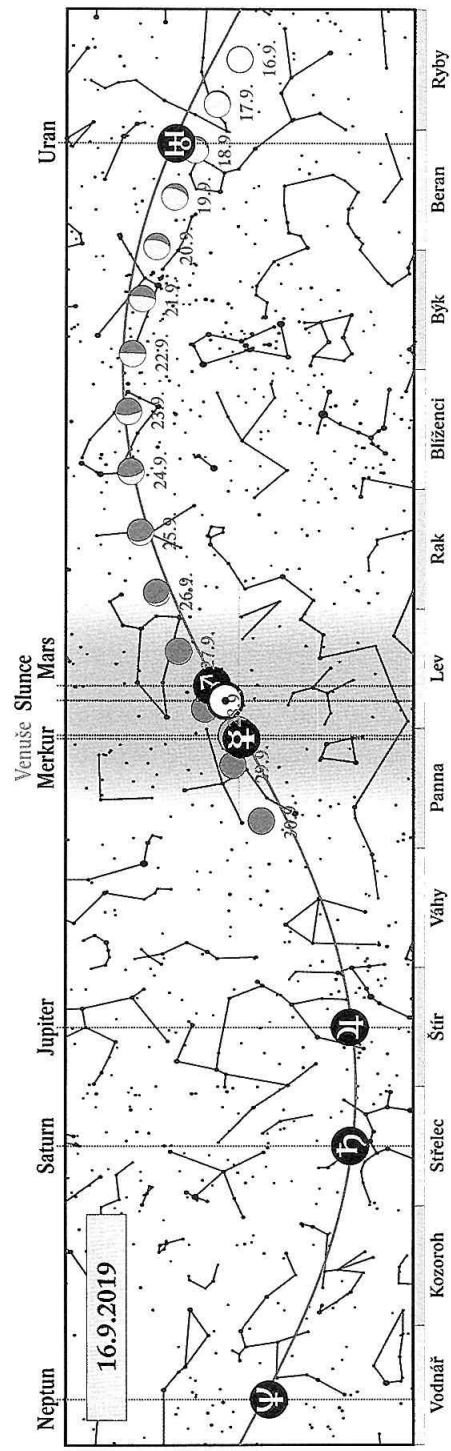 Neptun
Saturn
Jupiter
Venuše
Merkur
Slunce
Mars
Uran
16.9.2019
30.9.
29.9.
27.9.
26.9.
25.9.
24.9.
23.9.
22.9.
21.9.
20.9.
19.9.
18.9.
17.9.
16.9.
Vodnář
Kozoroh
Střelec
Štír
Váhy
Panna
Lev
Rak
Blíženci
Býk
Beran
Ryby